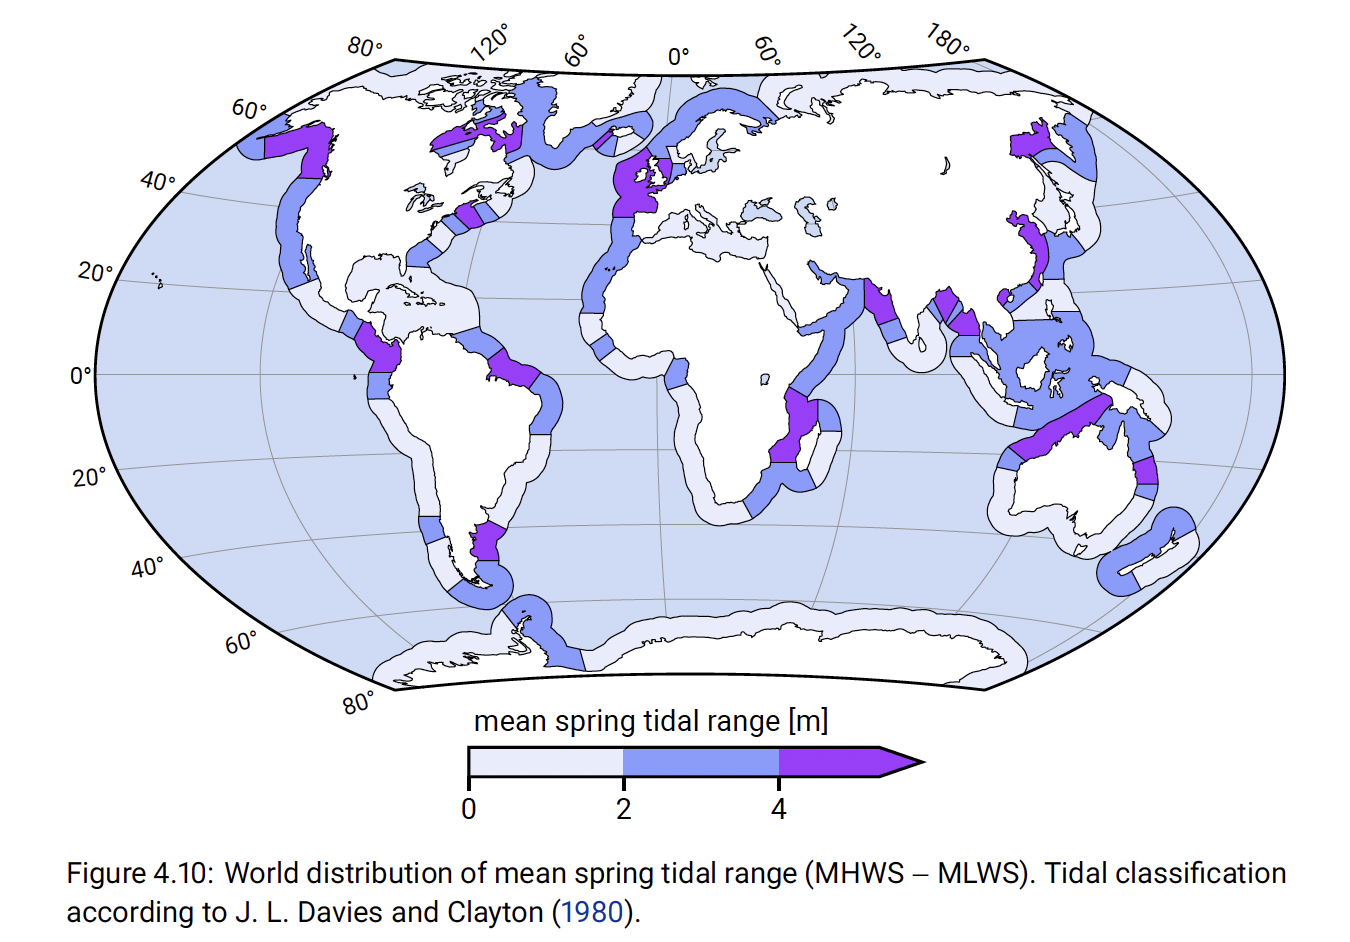 80° 120° 60° 0° 60° 120° 180°
60°
40°
20°
0°
20°
40°
60°
80°
mean spring tidal range [m]
0 2 4
Figure 4.10: World distribution of mean spring tidal range (MHWS – MLWS). Tidal classification
according to J. L. Davies and Clayton (1980).